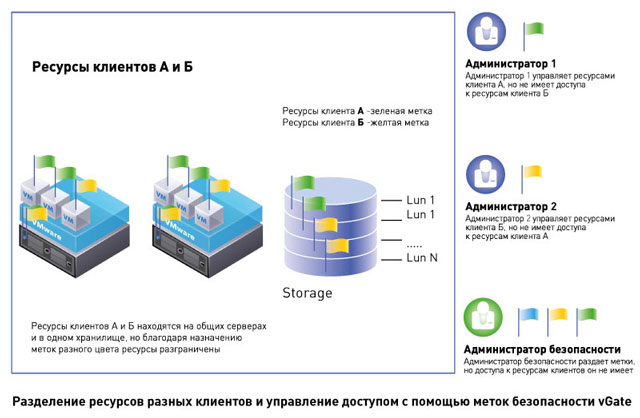 Ресурсы клиентов А и Б
Ресурсы клиента А -зеленая метка
Ресурсы клиента Б -желтая метка
VM
VM
VM
VMware
VM
VM
VM
VMware
Lun 1
Lun 1
.....
Lun N
Storage
Ресурсы клиентов А и Б находятся на общих серверах
и в одном хранилище, но благодаря назначению
меток разного цвета ресурсы разграничены
Администратор 1
Администратор 1 управляет ресурсами
клиента А, но не имеет доступа
к ресурсам клиента Б
Администратор 2
Администратор 2 управляет ресурсами
клиента Б, но не имеет доступа
к ресурсам клиента А
Администратор безопасности
Администратор безопасности раздает метки,
но доступа к ресурсам клиентов он не имеет
Разделение ресурсов разных клиентов и управление доступом с помощью меток безопасности vGate